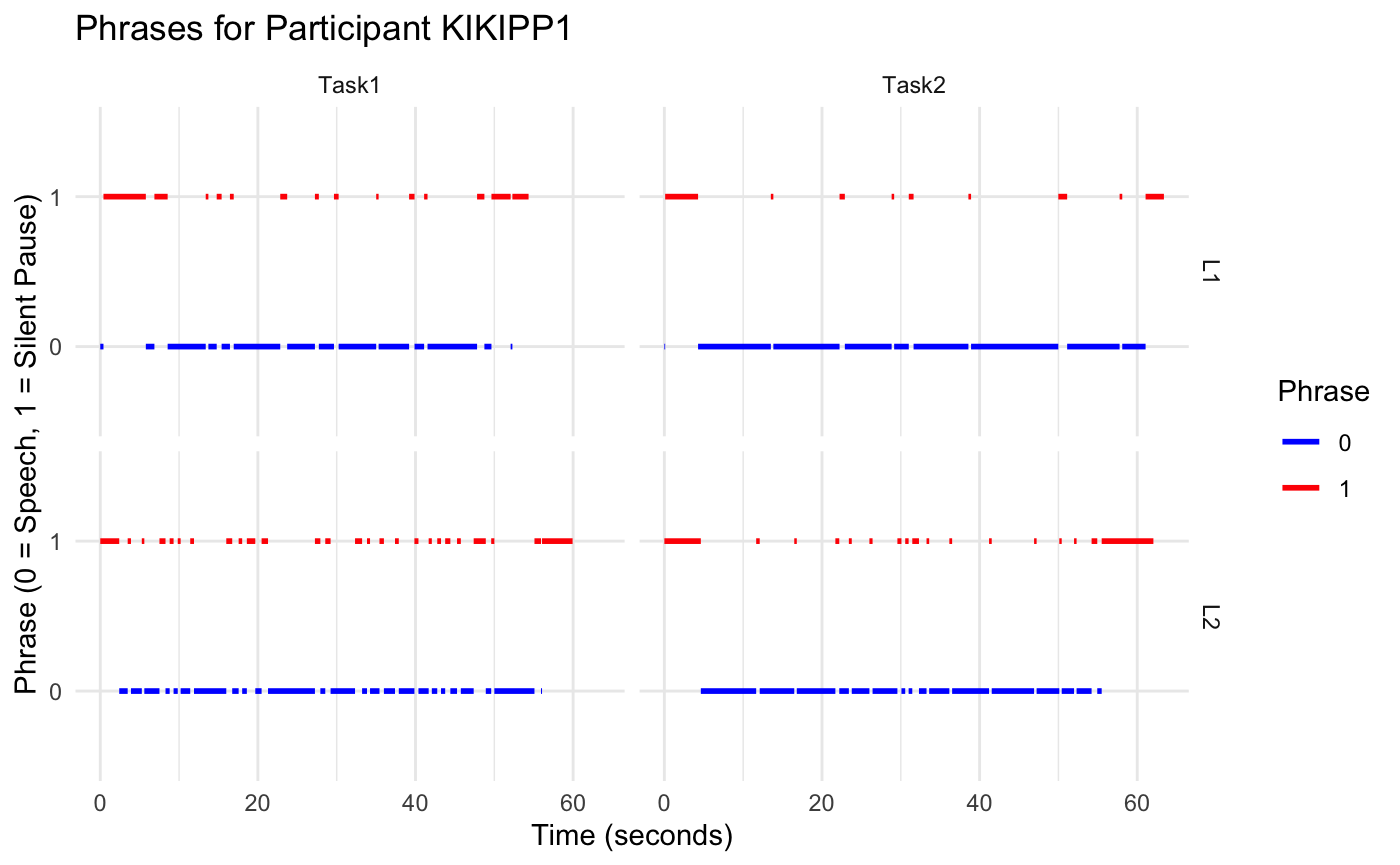 Phrases for Participant KIKIPP1
Task1
Task2
Phrase (0 = Speech, 1 = Silent Pause)
1
0
L1
1
0
L2
0
20
40
60
0
20
40
60
Time (seconds)
Phrase
0
1